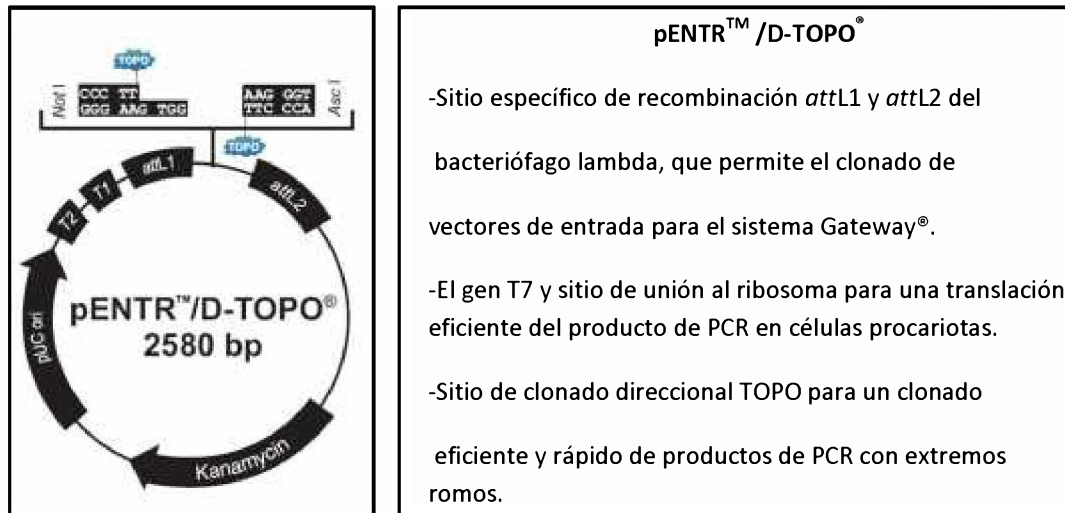 TOPO
Not I
CCC TT
GGG AAG TGG
AAG GGT
TTC CCA
Asc I
TOPO
T2
T1
attL1
attL2
pENTR™/D-TOPO®
2580 bp
pUC ori
Kanamycin
pENTR™ /D-TOPO®
-Sitio específico de recombinación attL1 y attL2 del
bacteriófago lambda, que permite el clonado de
vectores de entrada para el sistema Gateway®.
-El gen T7 y sitio de unión al ribosoma para una translación
eficiente del producto de PCR en células procariotas.
-Sitio de clonado direccional TOPO para un clonado
eficiente y rápido de productos de PCR con extremos
romos.